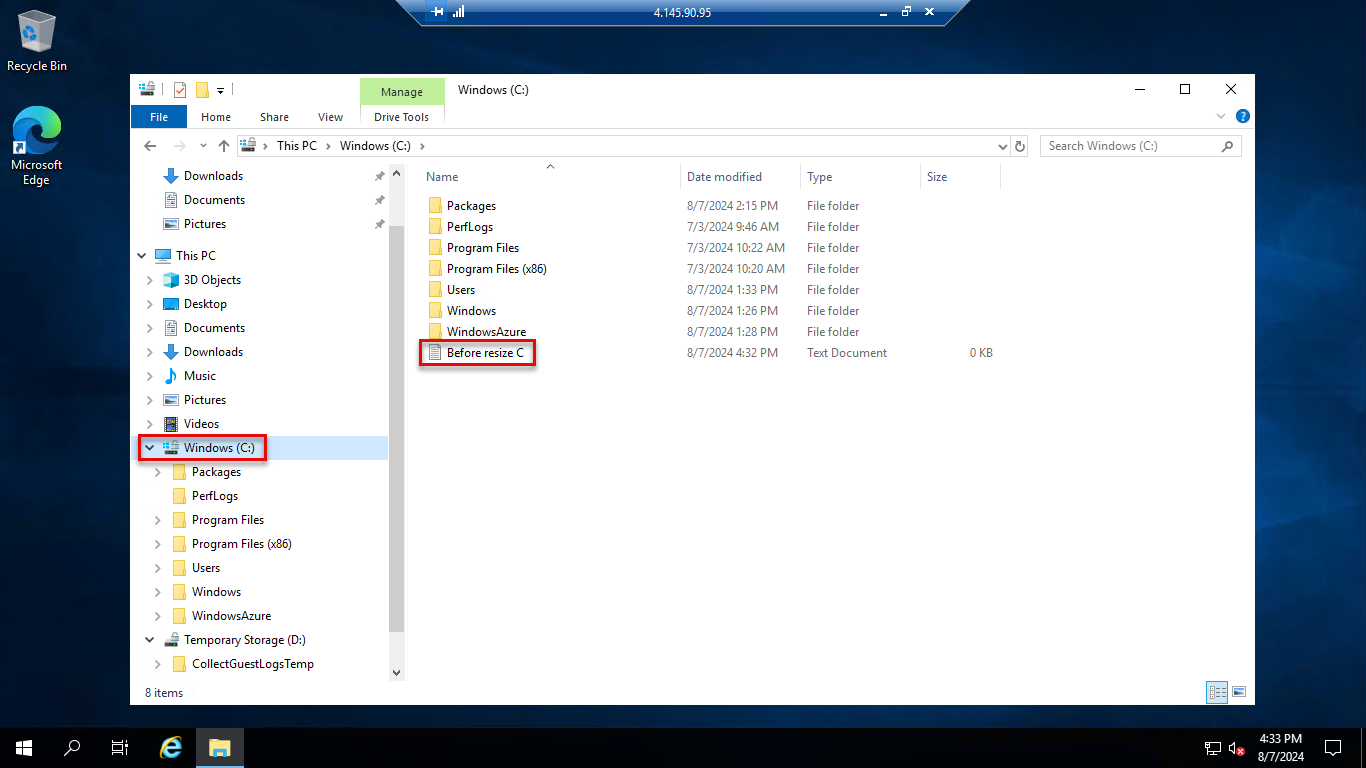 4.145.90.95
Recycle Bin
Microsoft
Edge
Manage
Windows (C:)
File
Home
Share
View
Drive Tools
This PC
Windows (C:)
Search Windows (C:)
Downloads
Documents
Pictures
This PC
3D Objects
Desktop
Documents
Downloads
Music
Pictures
Videos
Windows (C:)
Packages
PerfLogs
Program Files
Program Files (x86)
Users
Windows
WindowsAzure
Temporary Storage (D:)
CollectGuestLogsTemp
Name Date modified Type Size
Packages 8/7/2024 2:15 PM File folder
PerfLogs 7/3/2024 9:46 AM File folder
Program Files 7/3/2024 10:22 AM File folder
Program Files (x86) 7/3/2024 10:20 AM File folder
Users 8/7/2024 1:33 PM File folder
Windows 8/7/2024 1:26 PM File folder
WindowsAzure 8/7/2024 1:28 PM File folder
Before resize C 8/7/2024 4:32 PM Text Document 0 KB
8 items
4:33 PM
8/7/2024